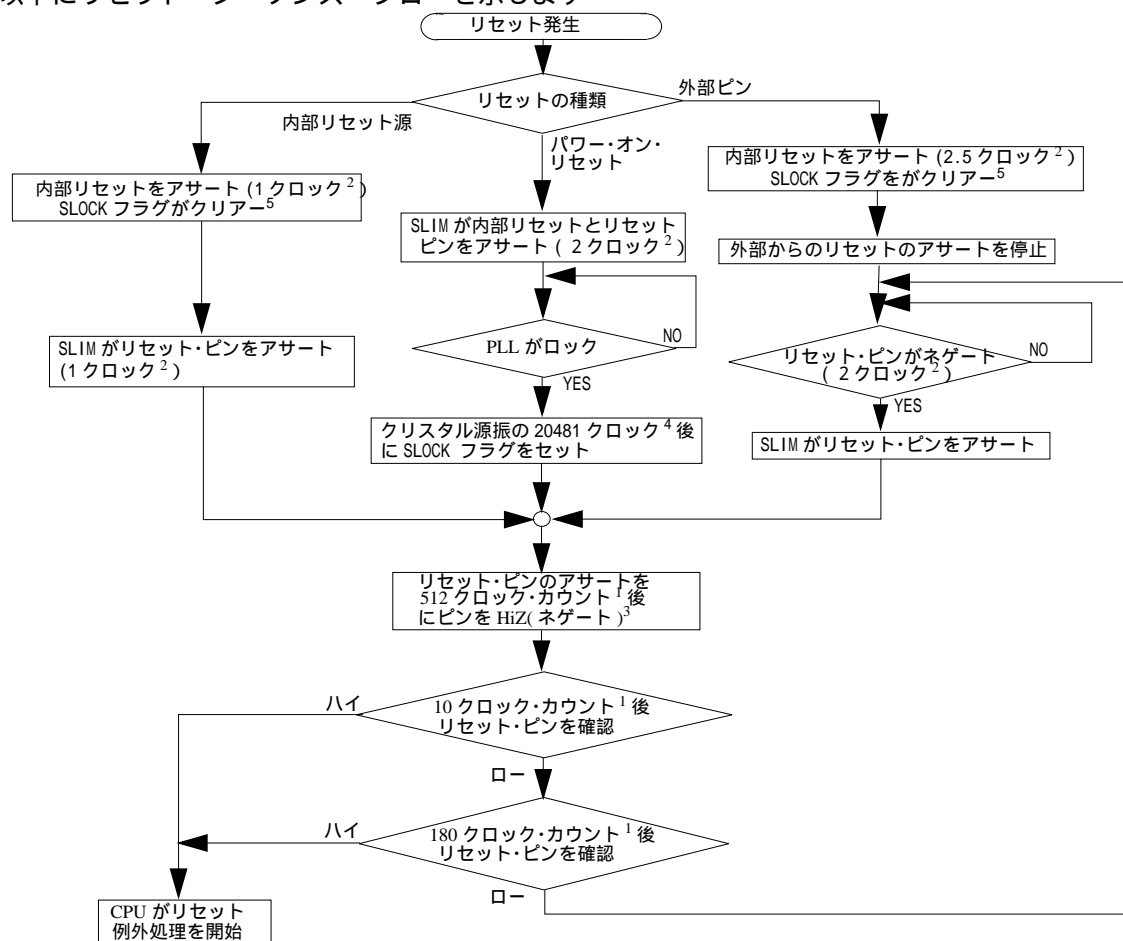 以下にリセット・シーケンス・フローを示します
リセット発生
リセットの種類
外部ピン
内部リセット源
パワー・オン・
リセット
内部リセットをアサート (1 クロック 2)
SLOCK フラグがクリアー5
SLIM が内部リセットとリセット
ピンをアサート ( 2 クロック 2)
内部リセットをアサート (2.5 クロック 2)
SLOCK フラグをがクリアー5
外部からのリセットのアサートを停止
SLIM がリセット・ピンをアサート
(1 クロック 2)
PLL がロック
NO
YES
リセット・ピンがネゲート
( 2 クロック 2)
NO
YES
クリスタル源振の 20481 クロック 4 後
に SLOCK フラグをセット
SLIM がリセット・ピンをアサート
リセット・ピンのアサートを
512 クロック・カウント 1 後
にピンを HiZ( ネゲート )3
ハイ
10 クロック・カウント 1 後
リセット・ピンを確認
ロー
ハイ
180 クロック・カウント 1 後
リセット・ピンを確認
ロー
CPU がリセット
例外処理を開始